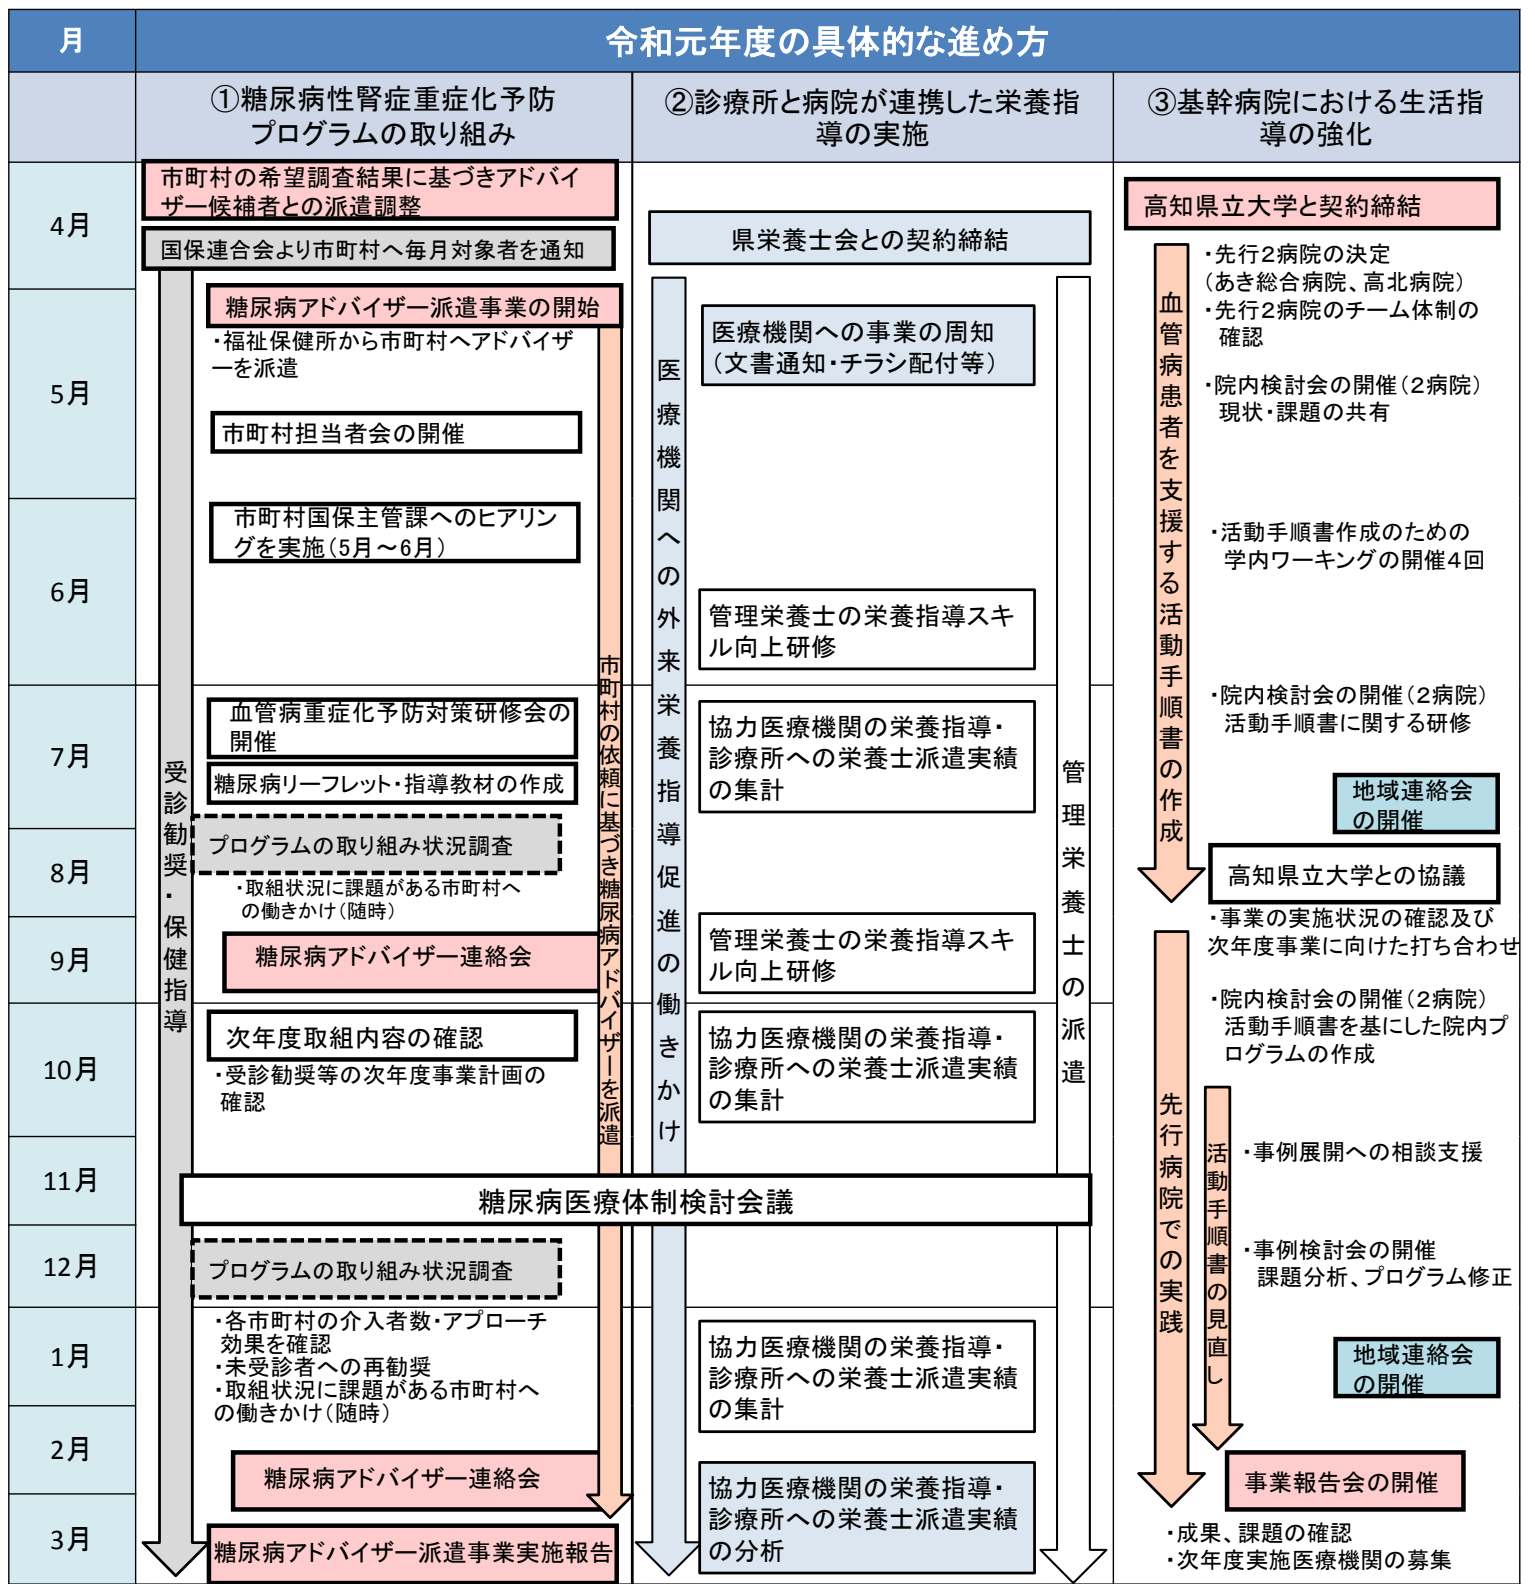 月
令和元年度の具体的な進め方
①糖尿病性腎症重症化予防
プログラムの取り組み
②診療所と病院が連携した栄養指
導の実施
③基幹病院における生活指
導の強化
4月
5月
6月
7月
8月
9月
10月
11月
12月
1月
2月
3月
市町村の希望調査結果に基づきアドバイ
ザー候補者との派遣調整
国保連合会より市町村へ毎月対象者を通知
受診勧奨・保健指導
糖尿病アドバイザー派遣事業の開始
・福祉保健所から市町村へアドバイザ
ーを派遣
市町村担当者会の開催
市町村国保主管課へのヒアリン
グを実施(5月～6月)
市町村の依頼に基づき糖尿病アドバイザーを派遣
血管病重症化予防対策研修会の
開催
糖尿病リーフレット・指導教材の作成
プログラムの取り組み状況調査
・取組状況に課題がある市町村へ
の働きかけ(随時)
糖尿病アドバイザー連絡会
次年度取組内容の確認
・受診勧奨等の次年度事業計画の
確認
糖尿病医療体制検討会議
プログラムの取り組み状況調査
・各市町村の介入者数・アプローチ
効果を確認
・未受診者への再勧奨
・取組状況に課題がある市町村へ
の働きかけ(随時)
糖尿病アドバイザー連絡会
糖尿病アドバイザー派遣事業実施報告
県栄養士会との契約締結
医療機関への外来栄養指導促進の働きかけ
医療機関への事業の周知
(文書通知・チラシ配付等)
管理栄養士の栄養指導スキ
ル向上研修
協力医療機関の栄養指導・
診療所への栄養士派遣実績
の集計
管理栄養士の栄養指導スキ
ル向上研修
協力医療機関の栄養指導・
診療所への栄養士派遣実績
の集計
協力医療機関の栄養指導・
診療所への栄養士派遣実績
の集計
協力医療機関の栄養指導・
診療所への栄養士派遣実績
の分析
管理栄養士の派遣
高知県立大学と契約締結
血管病患者を支援する活動手順書の作成
・先行2病院の決定
(あき総合病院、高北病院)
・先行2病院のチーム体制の
確認
・院内検討会の開催(2病院)
現状・課題の共有
・活動手順書作成のための
学内ワーキングの開催4回
・院内検討会の開催(2病院)
活動手順書に関する研修
地域連絡会
の開催
高知県立大学との協議
・事業の実施状況の確認及び
次年度事業に向けた打ち合わせ
・院内検討会の開催(2病院)
活動手順書を基にした院内プ
ログラムの作成
先行病院での実践
活動手順書の見直し
・事例展開への相談支援
・事例検討会の開催
課題分析、プログラム修正
地域連絡会
の開催
事業報告会の開催
・成果、課題の確認
・次年度実施医療機関の募集